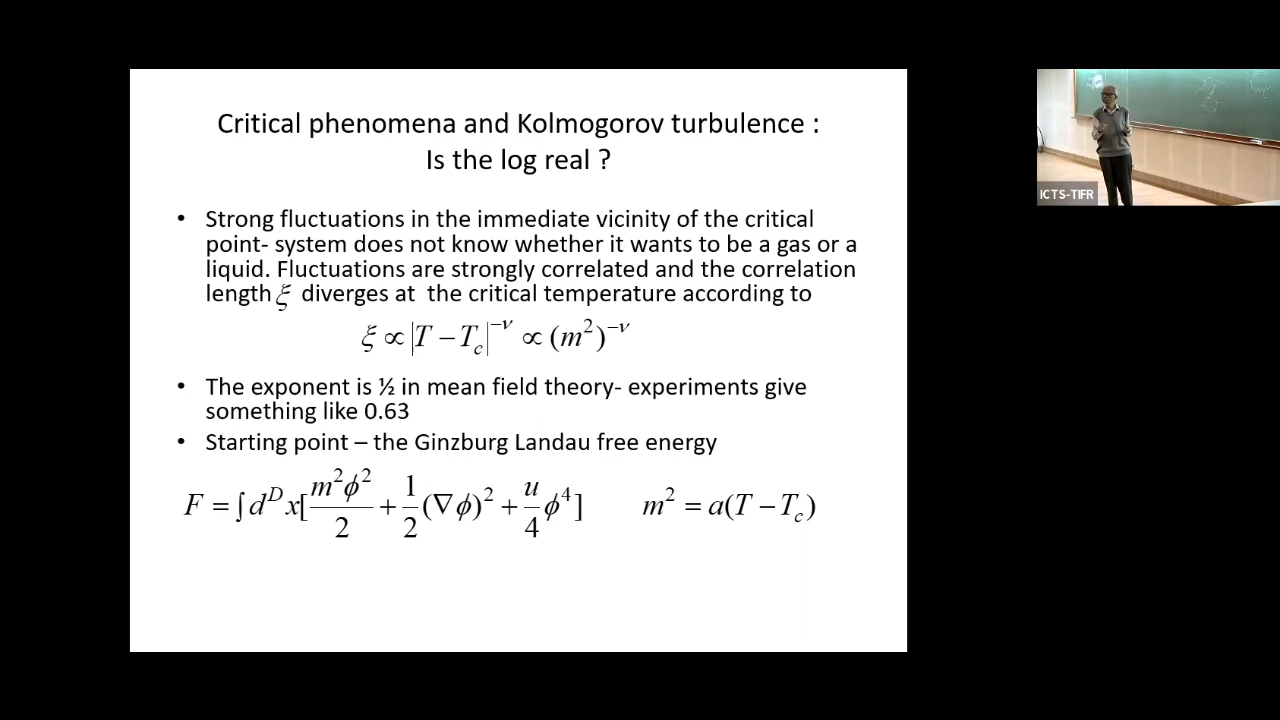 Critical phenomena and Kolmogorov turbulence :
Is the log real ?
• Strong fluctuations in the immediate vicinity of the critical
point- system does not know whether it wants to be a gas or a
liquid. Fluctuations are strongly correlated and the correlation
length ξ diverges at the critical temperature according to
ξ ∝ |T − T_c|^{−ν} ∝ (m²)^{−ν}
• The exponent is ½ in mean field theory- experiments give
something like 0.63
• Starting point – the Ginzburg Landau free energy
F = ∫ d^D x[ m²ϕ²/2 + 1/2 (∇ϕ)² + u/4 ϕ⁴ ] m² = a(T − T_c)
ICTS-TIFR